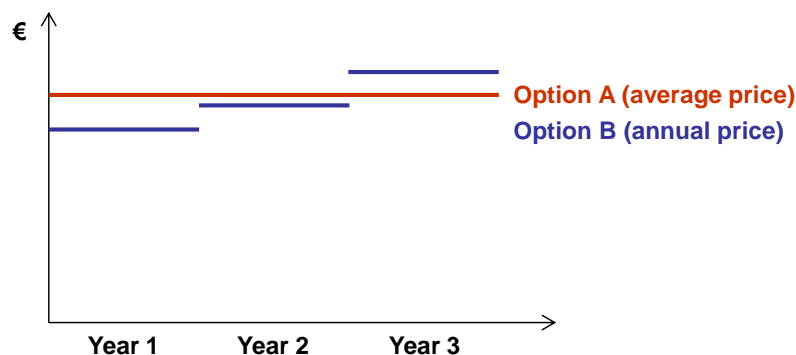 €
Option A (average price)
Option B (annual price)
Year 1 Year 2 Year 3